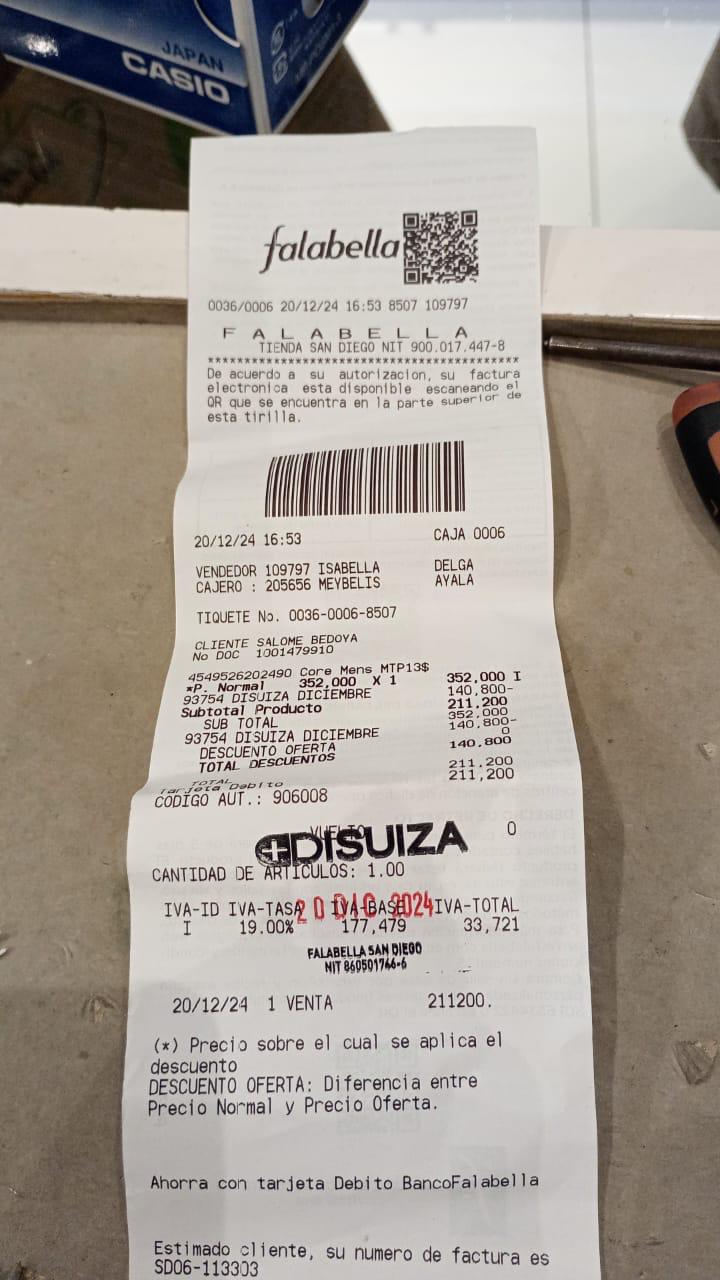 JAPAN
CASIO
falabella
0036/0006 20/12/24 16:53 8507 109797
F A L A B E L L A
TIENDA SAN DIEGO NIT 900.017.447-8
De acuerdo a su autorizacion, su factura
electronica esta disponible escaneando el
QR que se encuentra en la parte superior de
esta tirilla.
20/12/24 16:53 CAJA 0006
VENDEDOR 109797 ISABELLA DELGA
CAJERO : 205656 MEYBELIS AYALA
TIQUETE No. 0036-0006-8507
CLIENTE SALOME BEDOYA
No DOC 1001479910
4549526202490 Core Mens MTP13$
*P. Normal 352,000 X 1 352,000 I
93754 DISUIZA DICIEMBRE 140,800-
Subtotal Producto 211,200
SUB TOTAL 352,000
93754 DISUIZA DICIEMBRE 140,800-
DESCUENTO OFERTA 0
TOTAL DESCUENTOS 140,800
TOTAL 211,200
Tarjeta Debito 211,200
CODIGO AUT.: 906008
VUELTO 0
DISUIZA
CANTIDAD DE ARTICULOS: 1.00
IVA-ID IVA-TASA IVA-BASE IVA-TOTAL
20 DIC 2024
I 19.00% 177,479 33,721
FALABELLA SAN DIEGO
NIT 860501766-6
20/12/24 1 VENTA 211200.
(*) Precio sobre el cual se aplica el
descuento
DESCUENTO OFERTA: Diferencia entre
Precio Normal y Precio Oferta.
Ahorra con tarjeta Debito BancoFalabella
Estimado cliente, su numero de factura es
SD06-113303